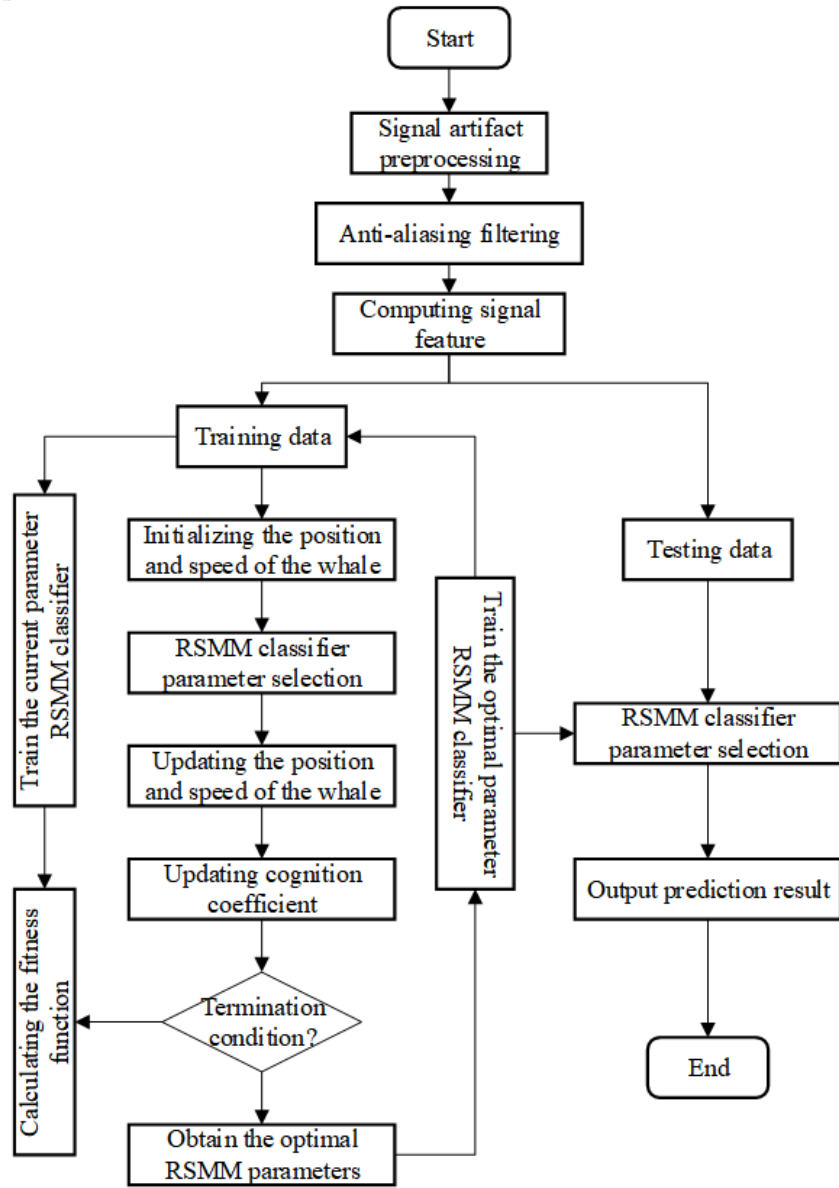 Start
Signal artifact
preprocessing
Anti-aliasing filtering
Computing signal
feature
Training data
Train the current parameter
RSMM classifier
Initializing the position
and speed of the whale
RSMM classifier
parameter selection
Updating the position
and speed of the whale
Updating cognition
coefficient
Termination
condition?
Calculating the fitness
function
Obtain the optimal
RSMM parameters
Train the optimal parameter
RSMM classifier
Testing data
RSMM classifier
parameter selection
Output prediction result
End